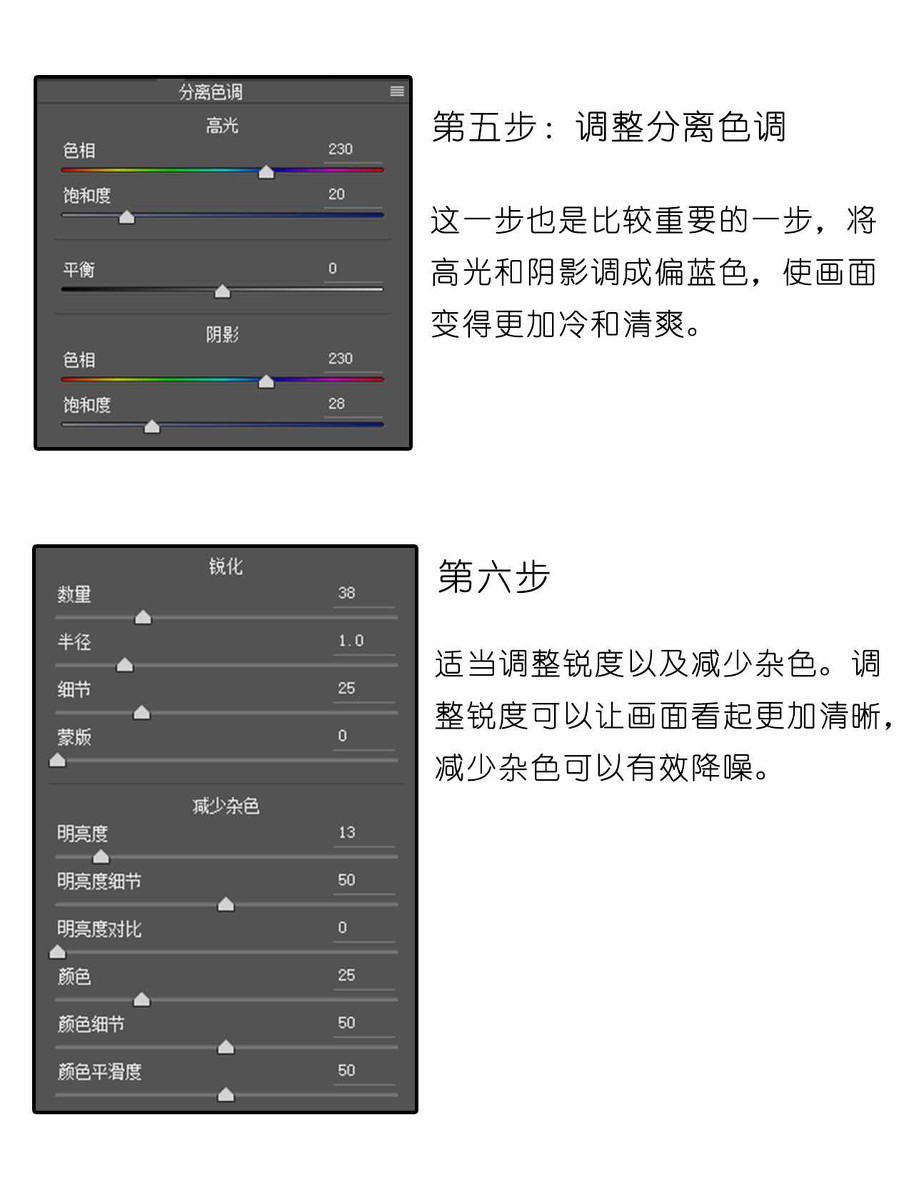 分离色调
高光
色相 230
饱和度 20
平衡 0
阴影
色相 230
饱和度 28
第五步：调整分离色调
这一步也是比较重要的一步，将
高光和阴影调成偏蓝色，使画面
变得更加冷和清爽。
锐化
数量 38
半径 1.0
细节 25
蒙版 0
减少杂色
明亮度 13
明亮度细节 50
明亮度对比 0
颜色 25
颜色细节 50
颜色平滑度 50
第六步
适当调整锐度以及减少杂色。调
整锐度可以让画面看起更加清晰，
减少杂色可以有效降噪。